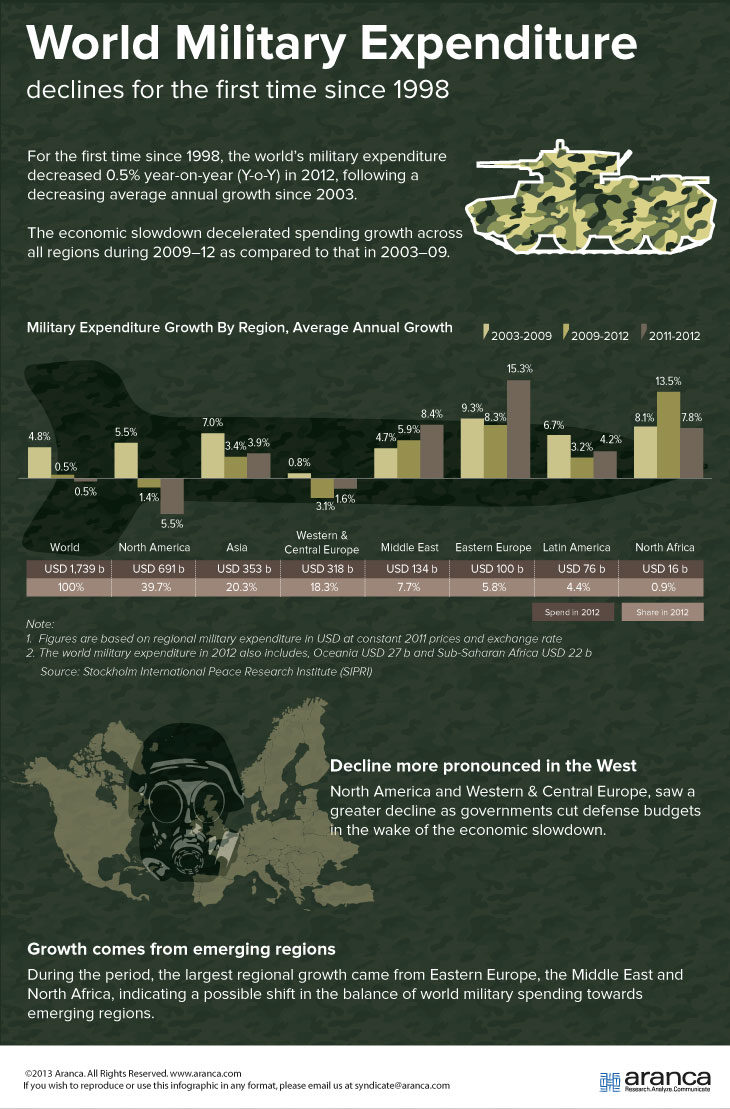 World Military Expenditure
declines for the first time since 1998
For the first time since 1998, the world's military expenditure
decreased 0.5% year-on-year (Y-o-Y) in 2012, following a
decreasing average annual growth since 2003.
The economic slowdown decelerated spending growth across
all regions during 2009–12 as compared to that in 2003–09.
Military Expenditure Growth By Region, Average Annual Growth
2003-2009 2009-2012 2011-2012
4.8% 0.5% 0.5%
5.5% 1.4% 5.5%
7.0% 3.4% 3.9%
0.8% 3.1% 1.6%
4.7% 5.9% 8.4%
9.3% 8.3% 15.3%
6.7% 3.2% 4.2%
8.1% 13.5% 7.8%
World North America Asia Western & Central Europe Middle East Eastern Europe Latin America North Africa
USD 1,739 b USD 691 b USD 353 b USD 318 b USD 134 b USD 100 b USD 76 b USD 16 b
100% 39.7% 20.3% 18.3% 7.7% 5.8% 4.4% 0.9%
Spend in 2012 Share in 2012
Note:
1. Figures are based on regional military expenditure in USD at constant 2011 prices and exchange rate
2. The world military expenditure in 2012 also includes, Oceania USD 27 b and Sub-Saharan Africa USD 22 b
Source: Stockholm International Peace Research Institute (SIPRI)
Decline more pronounced in the West
North America and Western & Central Europe, saw a
greater decline as governments cut defense budgets
in the wake of the economic slowdown.
Growth comes from emerging regions
During the period, the largest regional growth came from Eastern Europe, the Middle East and
North Africa, indicating a possible shift in the balance of world military spending towards
emerging regions.
©2013 Aranca. All Rights Reserved. www.aranca.com
If you wish to reproduce or use this infographic in any format, please email us at syndicate@aranca.com
aranca
Research.Analyze.Communicate